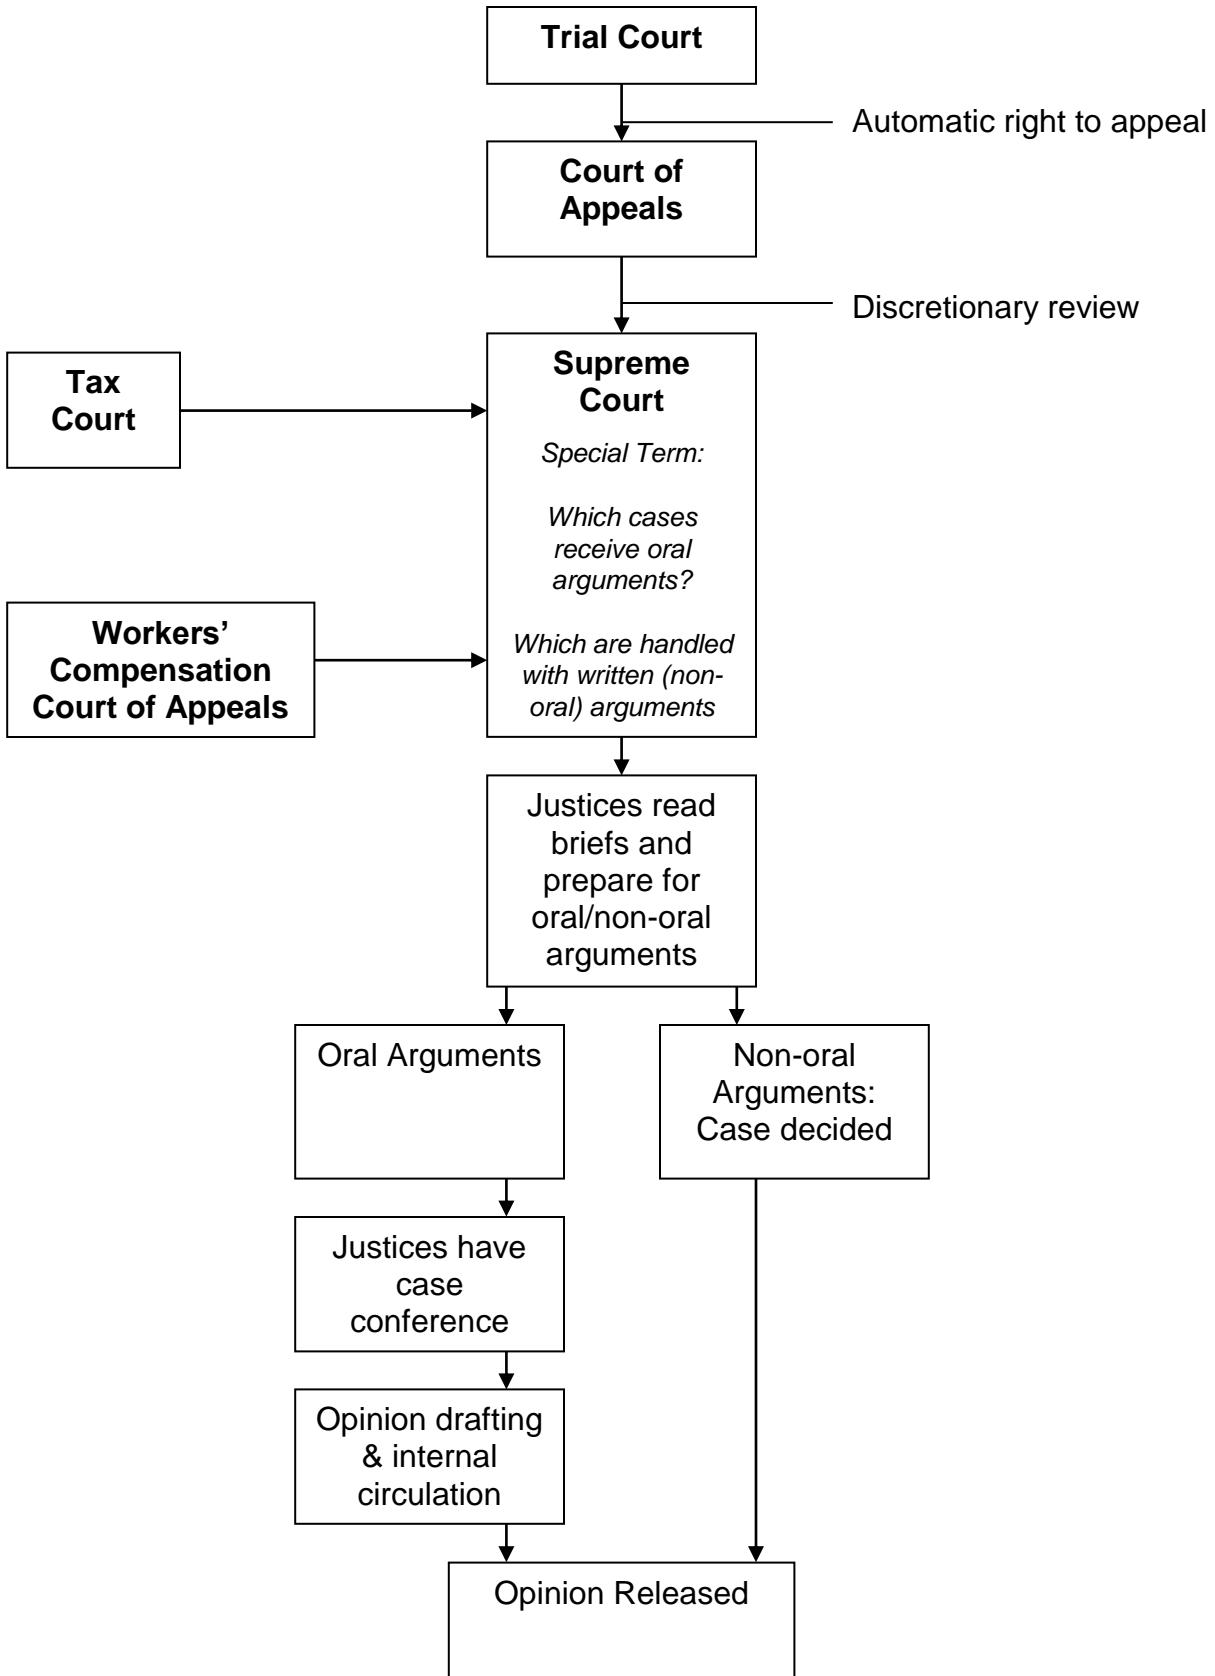 Trial Court
Automatic right to appeal
Court of
Appeals
Discretionary review
Supreme
Court
Tax
Court
Special Term:
Which cases
receive oral
arguments?
Workers’
Compensation
Court of Appeals
Which are handled
with written (non-
oral) arguments
Justices read
briefs and
prepare for
oral/non-oral
arguments
Oral Arguments
Non-oral
Arguments:
Case decided
Justices have
case
conference
Opinion drafting
& internal
circulation
Opinion Released